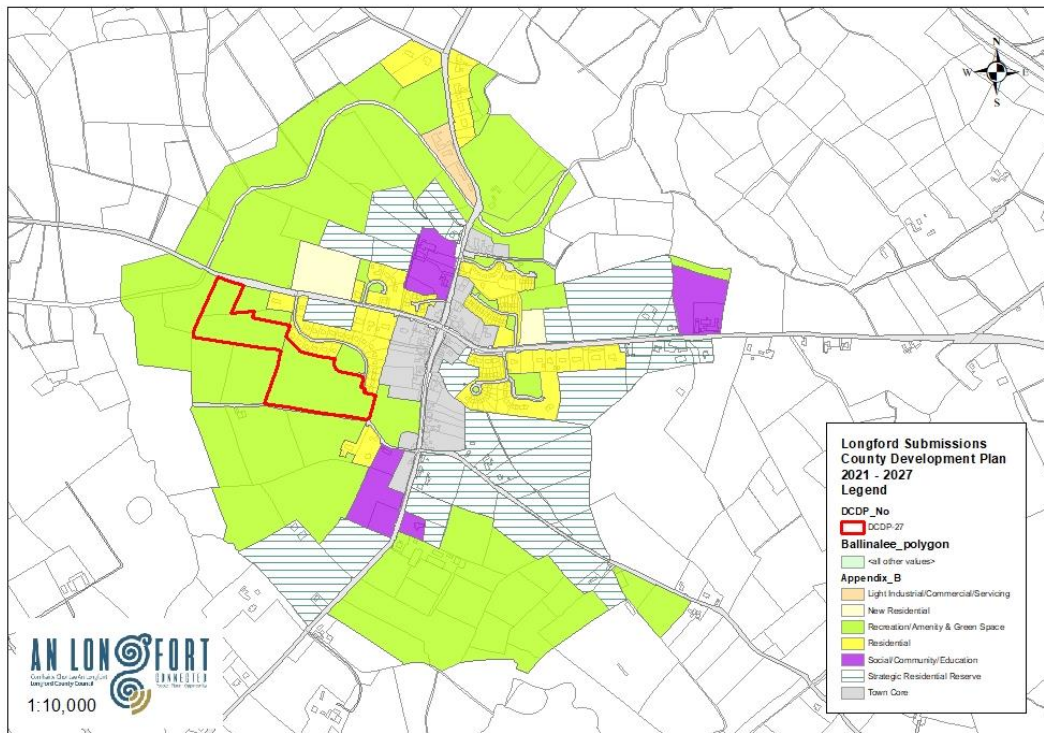 N
W E
S
Longford Submissions
County Development Plan
2021 - 2027
Legend
DCDP_No
DCDP-27
Ballinalee_polygon
<all other values>
Appendix_B
Light Industrial/Commercial/Servicing
New Residential
Recreation/Amenity & Green Space
Residential
Social/Community/Education
Strategic Residential Reserve
Town Core
AN LONGFORT
CONNECTED
Longford County Council
1:10,000